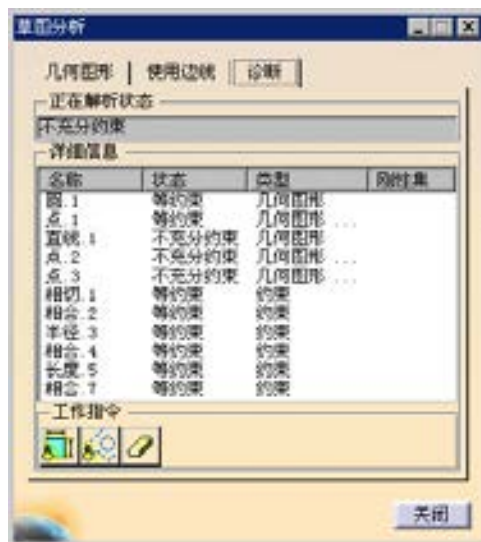 草图分析
几何图形 使用边线 诊断
正在解析状态
不充分约束
详细信息
名称 状态 类型 刚性集
圆.1 等约束 几何图形
点.1 等约束 几何图形 ...
直线.1 不充分约束 几何图形
点.2 不充分约束 几何图形 ...
点.3 不充分约束 几何图形 ...
相切.1 等约束 约束
相合.2 等约束 约束
半径.3 等约束 约束
相合.4 等约束 约束
长度.5 等约束 约束
相合.7 等约束 约束
工作指令
关闭